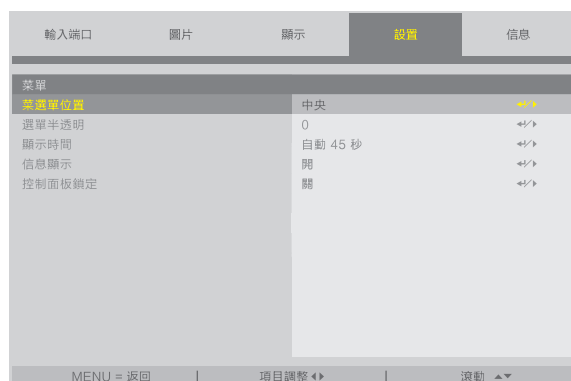 輸入端口 圖片 顯示 設置 信息
菜單
菜選單位置 中央
選單半透明 0
顯示時間 自動 45 秒
信息顯示 開
控制面板鎖定 關
MENU = 返回 | 項目調整 | 滾動